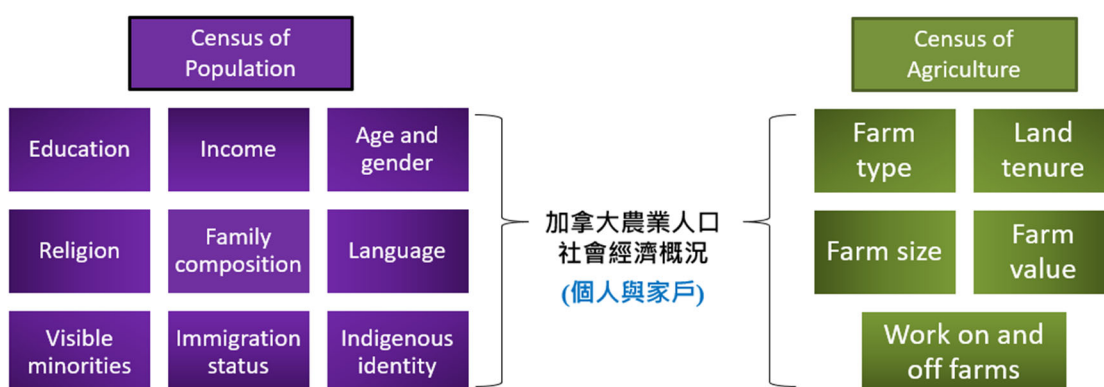 Census of
Population
Education
Income
Age and
gender
Religion
Family
composition
Language
Visible
minorities
Immigration
status
Indigenous
identity
加拿大農業人口
社會經濟概況
(個人與家戶)
Census of
Agriculture
Farm
type
Land
tenure
Farm size
Farm
value
Work on and
off farms